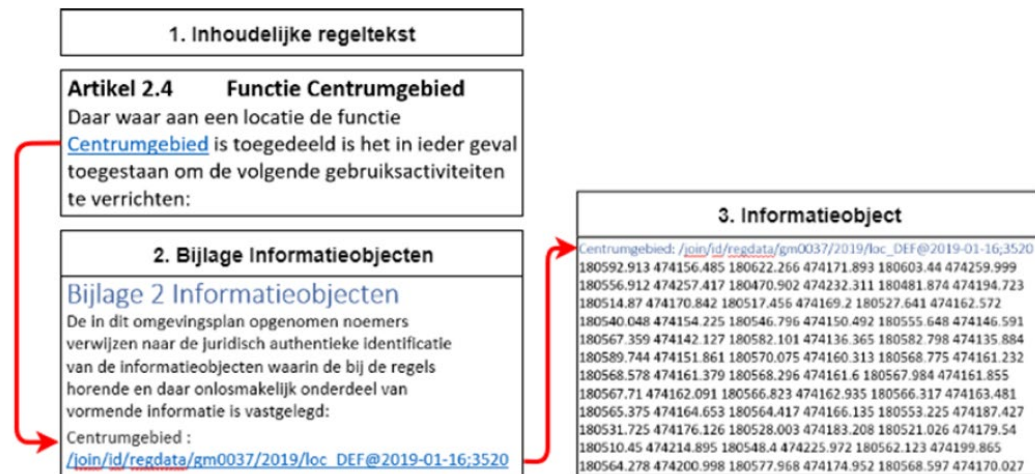 1. Inhoudelijke regeltekst
Artikel 2.4 Functie Centrumgebied
Daar waar aan een locatie de functie
Centrumgebied is toegedeeld is het in ieder geval
toegestaan om de volgende gebruiksactiviteiten
te verrichten:
2. Bijlage Informatieobjecten
Bijlage 2 Informatieobjecten
De in dit omgevingsplan opgenomen noemers
verwijzen naar de juridisch authentieke identificatie
van de informatieobjecten waarin de bij de regels
horende en daar onlosmakelijk onderdeel van
vormende informatie is vastgelegd:
Centrumgebied :
/join/id/regdata/gm0037/2019/loc_DEF@2019-01-16;3520
3. Informatieobject
Centrumgebied: /join/id/regdata/gm0037/2019/loc_DEF@2019-01-16;3520
180592.913 474156.485 180622.266 474171.893 180603.44 474259.999
180556.912 474257.417 180470.902 474232.311 180481.874 474194.723
180514.87 474170.842 180517.456 474169.2 180527.641 474162.572
180540.048 474154.225 180546.796 474150.492 180555.648 474146.591
180567.359 474142.127 180582.101 474136.365 180582.798 474135.884
180589.744 474151.861 180570.075 474160.313 180568.775 474161.232
180568.578 474161.379 180568.296 474161.6 180567.984 474161.855
180567.71 474162.091 180566.823 474162.935 180566.317 474163.481
180565.375 474164.653 180564.417 474166.135 180553.225 474187.427
180531.725 474176.126 180528.003 474183.208 180521.026 474179.54
180510.45 474214.895 180548.4 474225.972 180562.123 474199.865
180564.278 474200.998 180577.968 474174.952 180568.597 474170.027